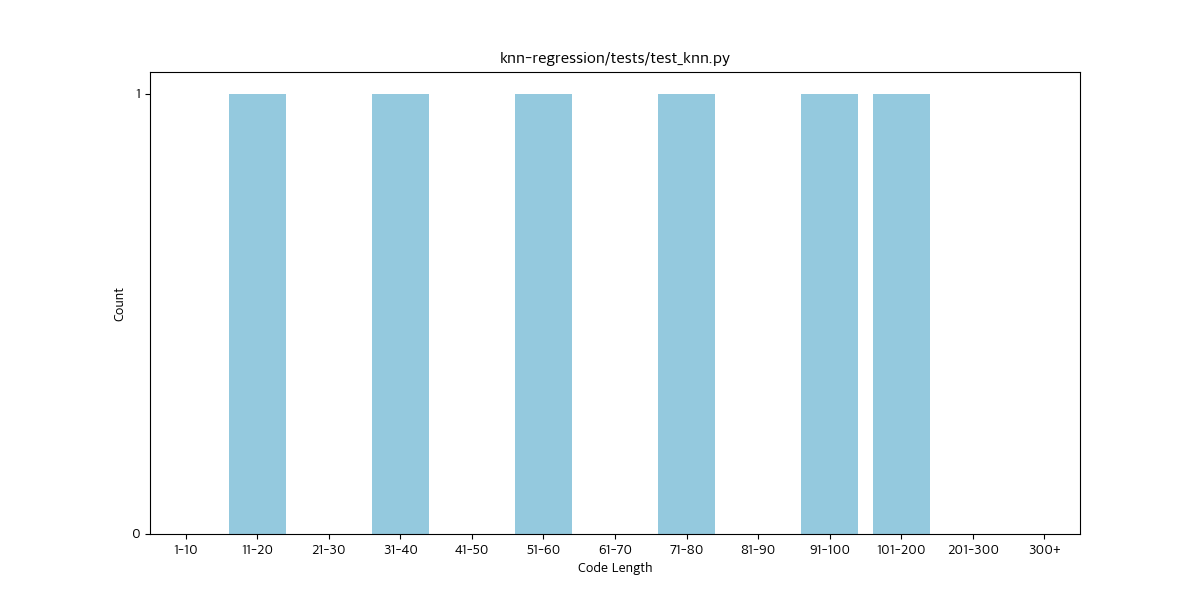 knn-regression/tests/test_knn.py
1
Count
0
1-10 11-20 21-30 31-40 41-50 51-60 61-70 71-80 81-90 91-100 101-200 201-300 300+
Code Length